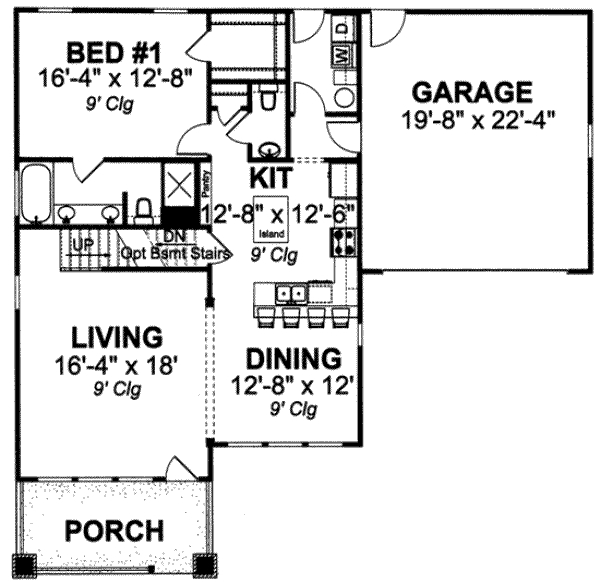 BED #1
16'-4" x 12'-8"
9' Clg
D
W
GARAGE
19'-8" x 22'-4"
Pantry
KIT
12'-8" x 12'-6"
Island
9' Clg
UP
DN
Opt Bsmt Stairs
LIVING
16'-4" x 18'
9' Clg
DINING
12'-8" x 12'
9' Clg
PORCH